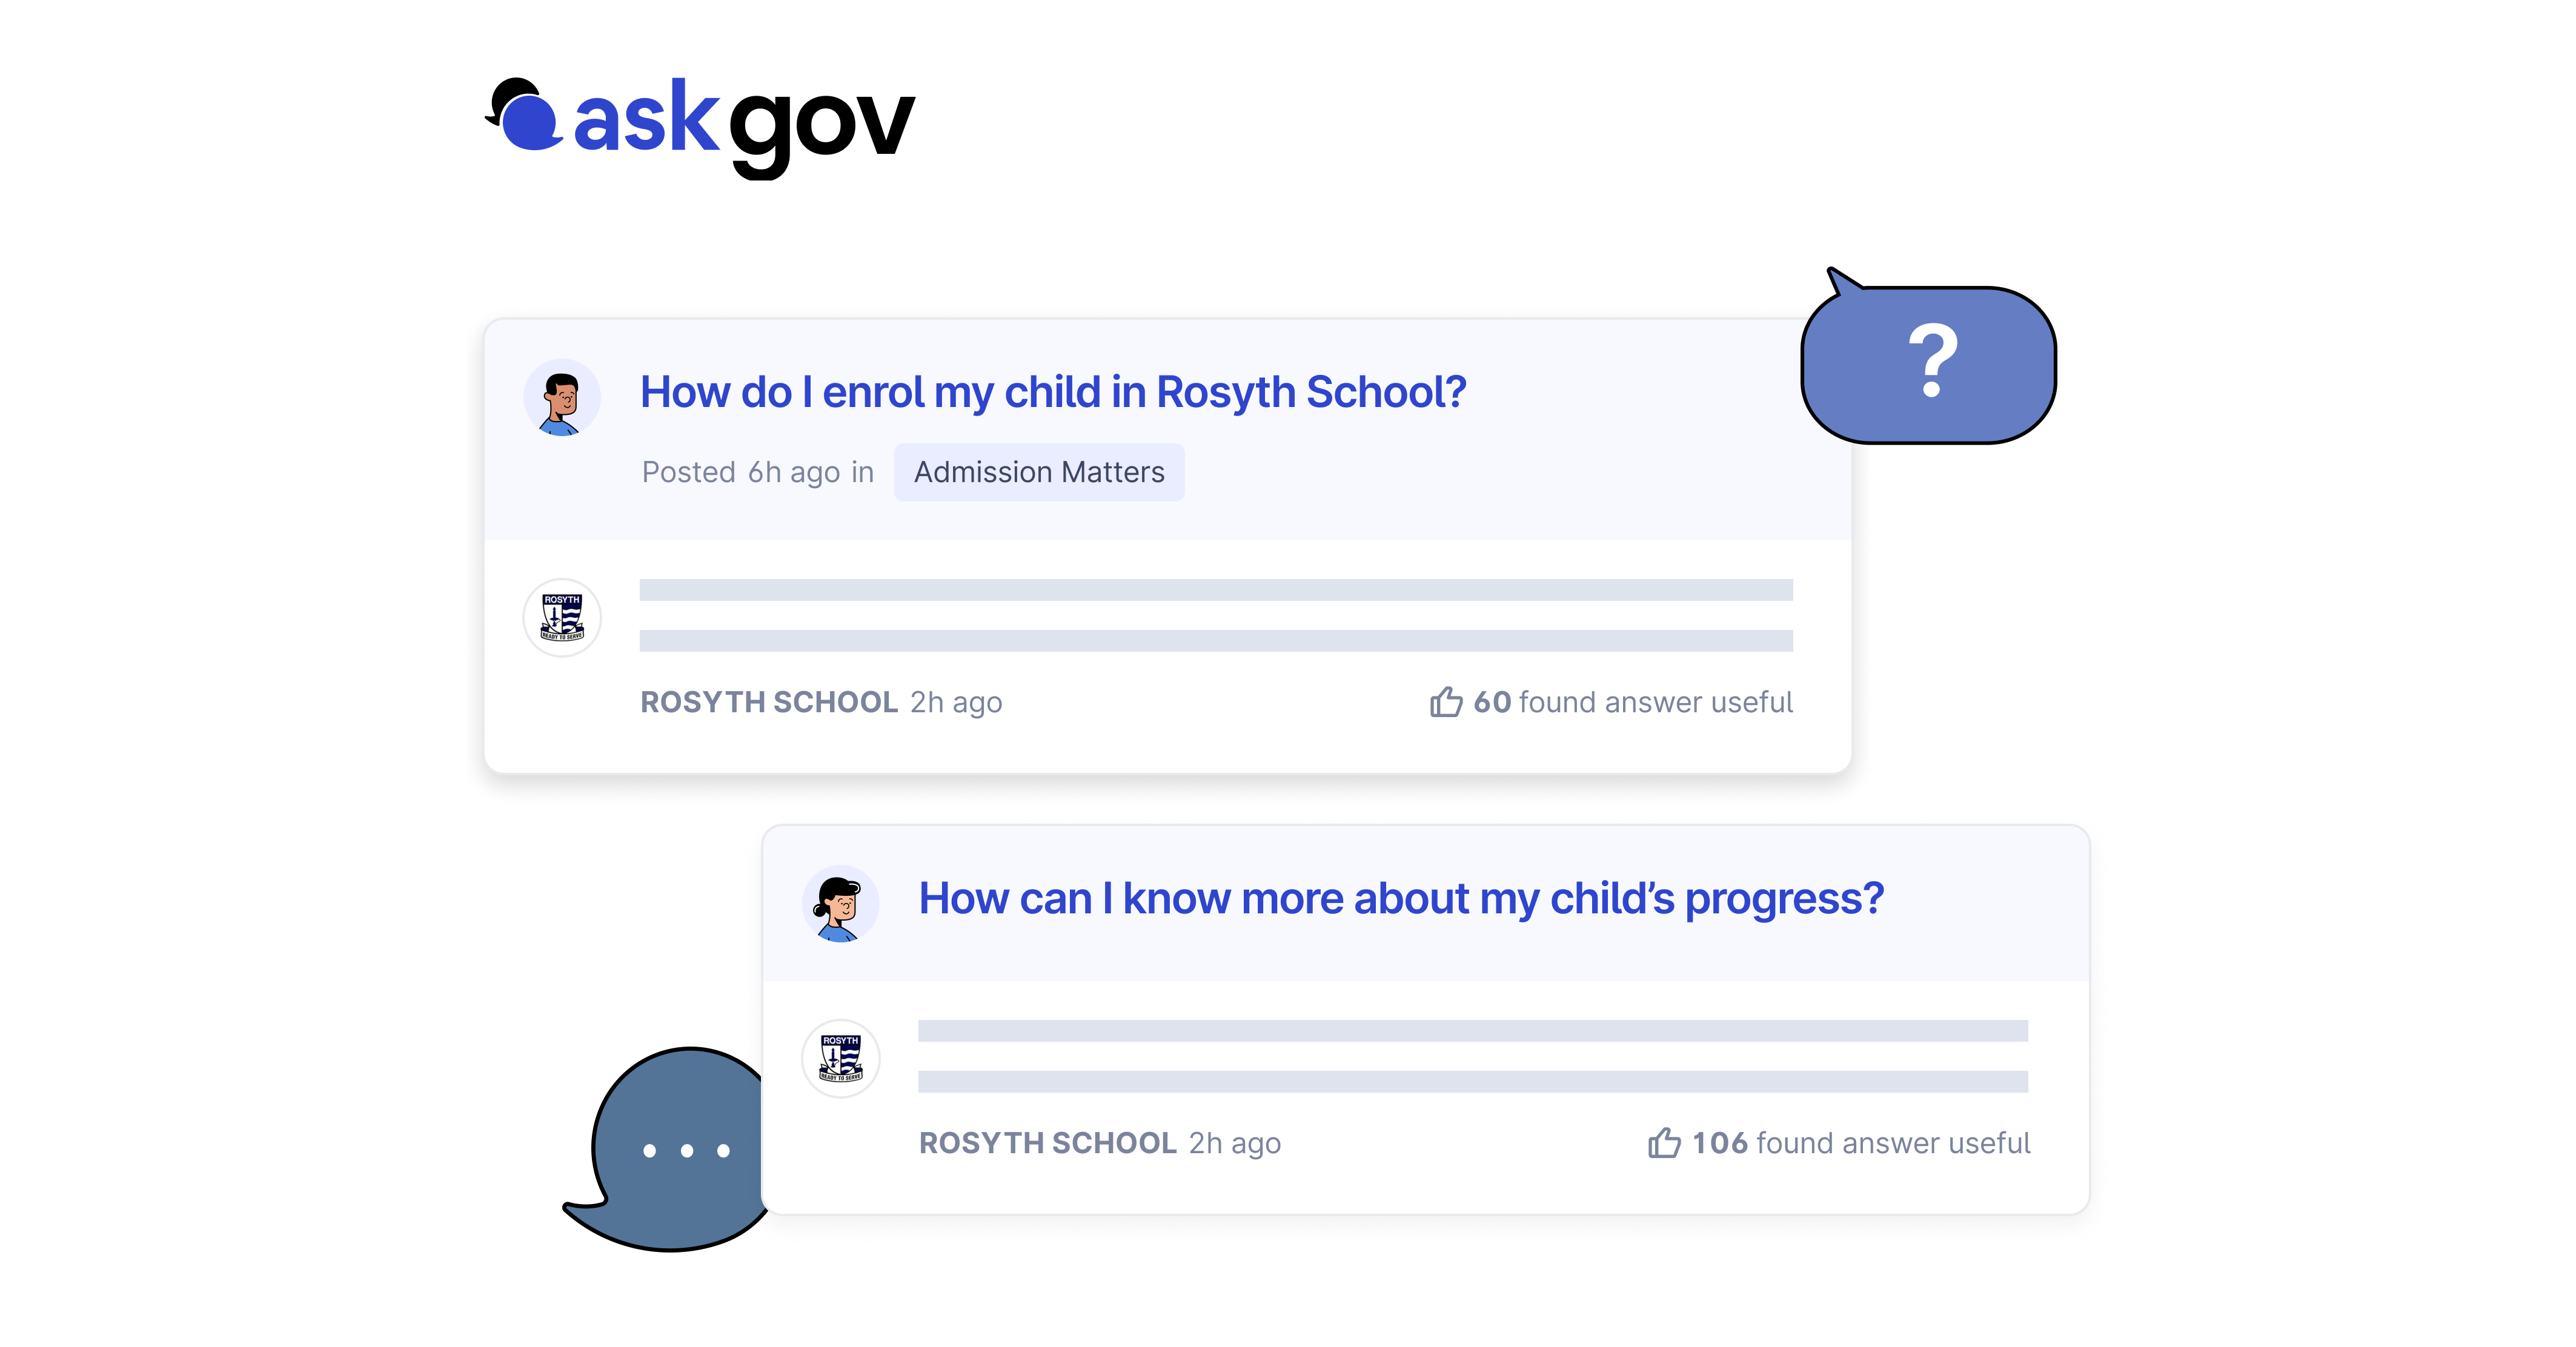 askgov
?
How do I enrol my child in Rosyth School?
Posted 6h ago in Admission Matters
ROSYTH
READY TO SERVE
ROSYTH SCHOOL 2h ago
60 found answer useful
How can I know more about my child’s progress?
ROSYTH
READY TO SERVE
ROSYTH SCHOOL 2h ago
106 found answer useful